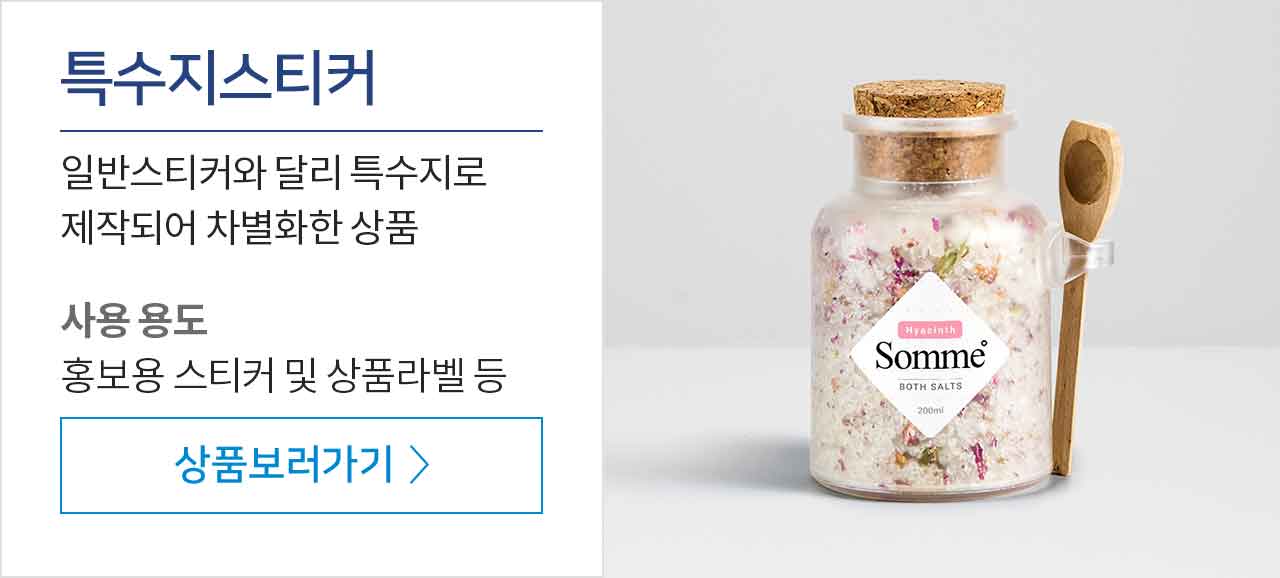 특수지스티커
일반스티커와 달리 특수지로
제작되어 차별화한 상품
사용 용도
홍보용 스티커 및 상품라벨 등
상품보러가기 >
Hyacinth
Somme
BOTH SALTS
200ml